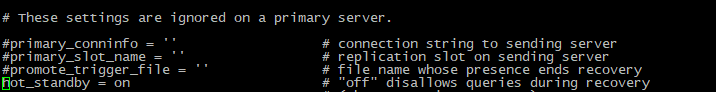 # These settings are ignored on a primary server.
#primary_conninfo = '' # connection string to sending server
#primary_slot_name = '' # replication slot on sending server
#promote_trigger_file = '' # file name whose presence ends recovery
hot_standby = on # "off" disallows queries during recovery